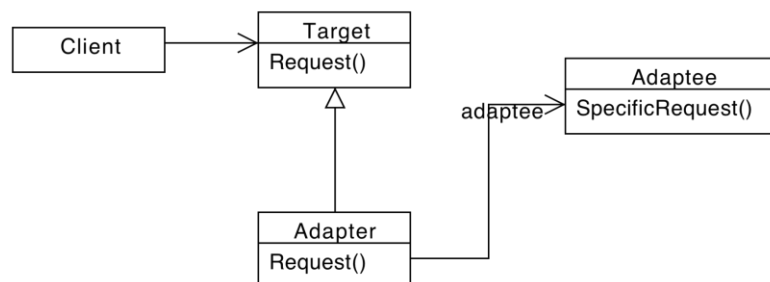 Client
Target
Request()
adaptee
Adaptee
SpecificRequest()
Adapter
Request()